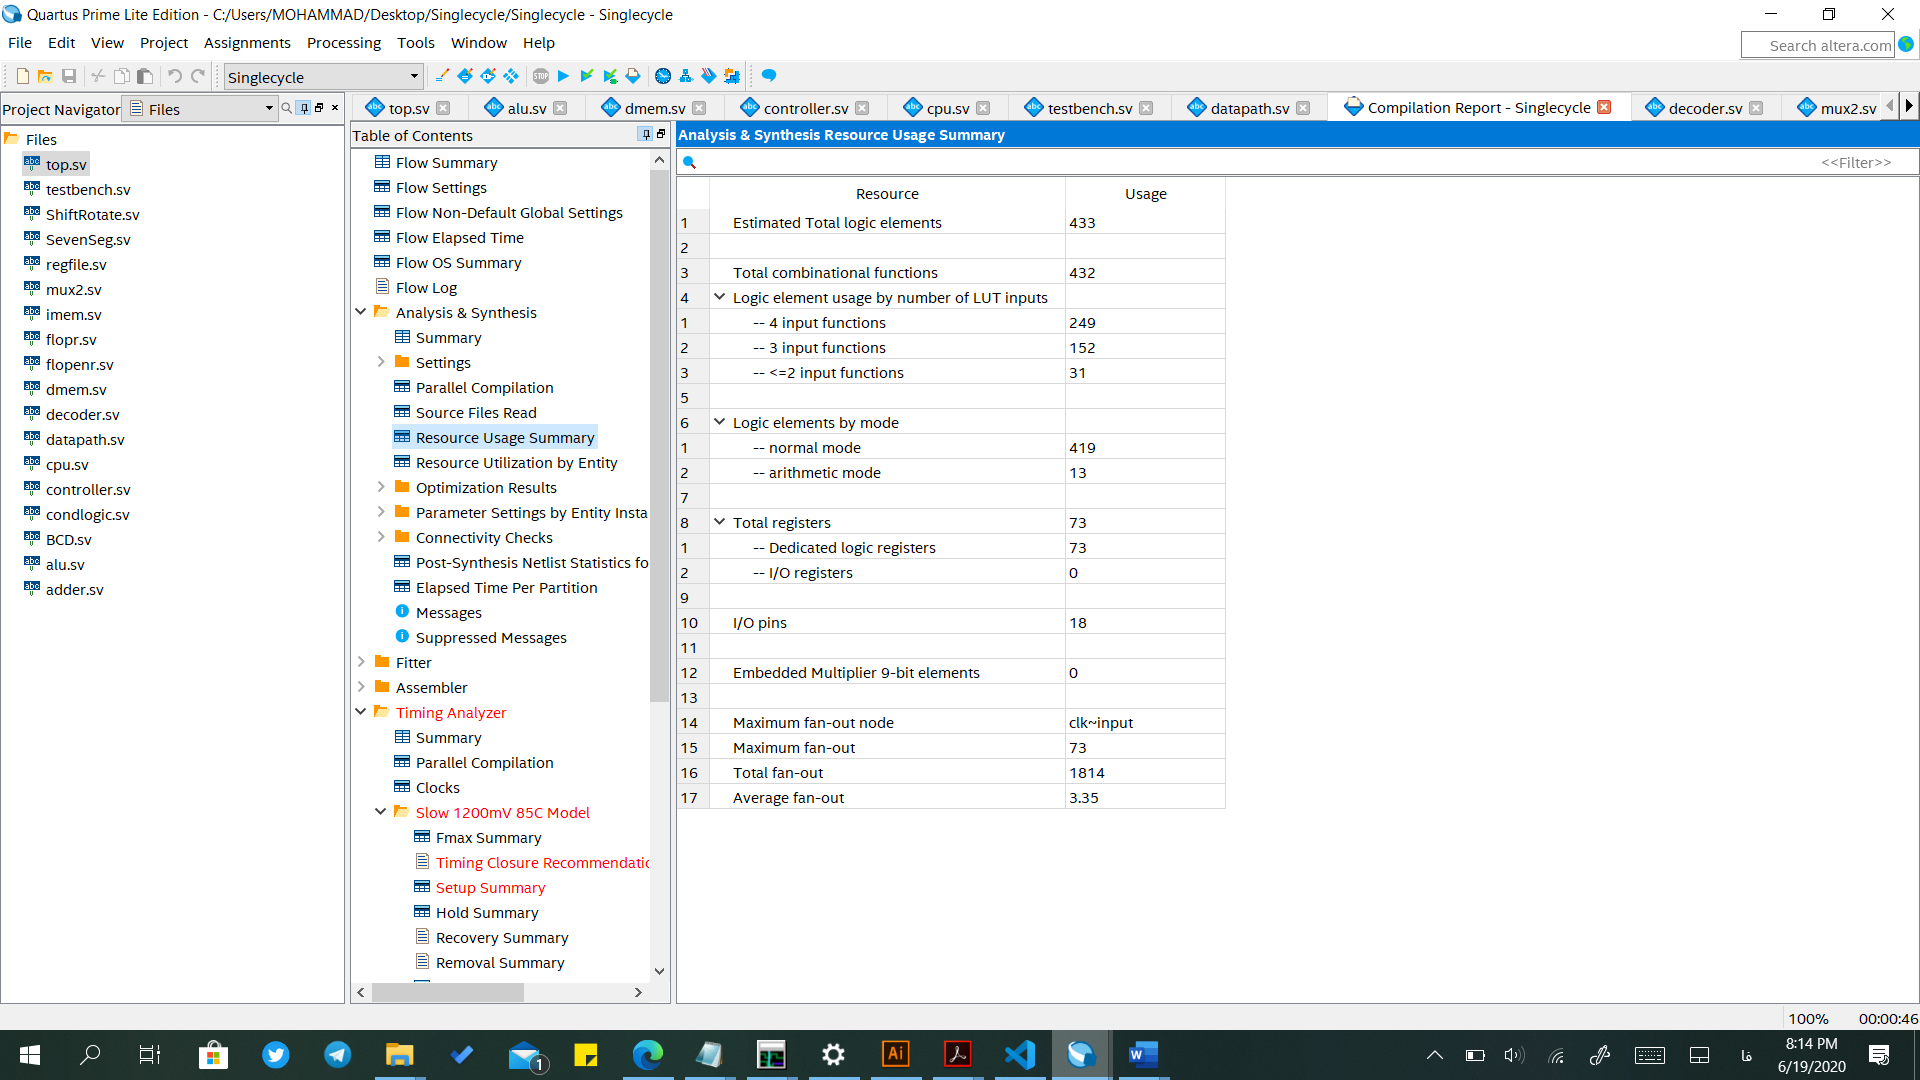 Quartus Prime Lite Edition - C:/Users/MOHAMMAD/Desktop/Singlecycle/Singlecycle - Singlecycle
File Edit View Project Assignments Processing Tools Window Help
Search altera.com
Singlecycle
STOP
Project Navigator Files
top.sv alu.sv dmem.sv controller.sv cpu.sv testbench.sv datapath.sv Compilation Report - Singlecycle decoder.sv mux2.sv
Files
top.sv
testbench.sv
ShiftRotate.sv
SevenSeg.sv
regfile.sv
mux2.sv
imem.sv
flopr.sv
flopenr.sv
dmem.sv
decoder.sv
datapath.sv
cpu.sv
controller.sv
condlogic.sv
BCD.sv
alu.sv
adder.sv
Table of Contents
Flow Summary
Flow Settings
Flow Non-Default Global Settings
Flow Elapsed Time
Flow OS Summary
Flow Log
Analysis & Synthesis
Summary
Settings
Parallel Compilation
Source Files Read
Resource Usage Summary
Resource Utilization by Entity
Optimization Results
Parameter Settings by Entity Insta
Connectivity Checks
Post-Synthesis Netlist Statistics fo
Elapsed Time Per Partition
Messages
Suppressed Messages
Fitter
Assembler
Timing Analyzer
Summary
Parallel Compilation
Clocks
Slow 1200mV 85C Model
Fmax Summary
Timing Closure Recommendatio
Setup Summary
Hold Summary
Recovery Summary
Removal Summary
Analysis & Synthesis Resource Usage Summary
<<Filter>>
Resource Usage
1 Estimated Total logic elements 433
2
3 Total combinational functions 432
4 Logic element usage by number of LUT inputs
1 -- 4 input functions 249
2 -- 3 input functions 152
3 -- <=2 input functions 31
5
6 Logic elements by mode
1 -- normal mode 419
2 -- arithmetic mode 13
7
8 Total registers 73
1 -- Dedicated logic registers 73
2 -- I/O registers 0
9
10 I/O pins 18
11
12 Embedded Multiplier 9-bit elements 0
13
14 Maximum fan-out node clk~input
15 Maximum fan-out 73
16 Total fan-out 1814
17 Average fan-out 3.35
100% 00:00:46
1
Ai
W
فا
8:14 PM
6/19/2020